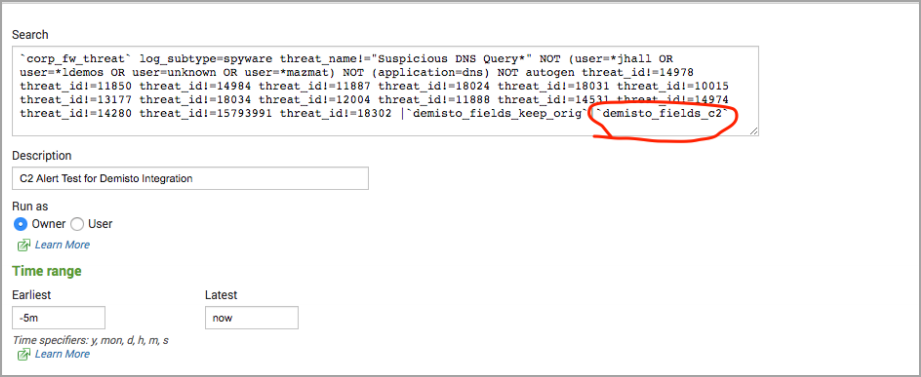 Search
`corp_fw_threat` log_subtype=spyware threat_name!="Suspicious DNS Query*" NOT (user=*jhall OR
user=*ldemos OR user=unknown OR user=*mazmat) NOT (application=dns) NOT autogen threat_id!=14978
threat_id!=11850 threat_id!=14984 threat_id!=11887 threat_id!=18024 threat_id!=18031 threat_id!=10015
threat_id!=13177 threat_id!=18034 threat_id!=12004 threat_id!=11888 threat_id!=14531 threat_id!=14974
threat_id!=14280 threat_id!=15793991 threat_id!=18302 |`demisto_fields_keep_orig` `demisto_fields_c2`
Description
C2 Alert Test for Demisto Integration
Run as
Owner User
Learn More
Time range
Earliest Latest
-5m now
Time specifiers: y, mon, d, h, m, s
Learn More